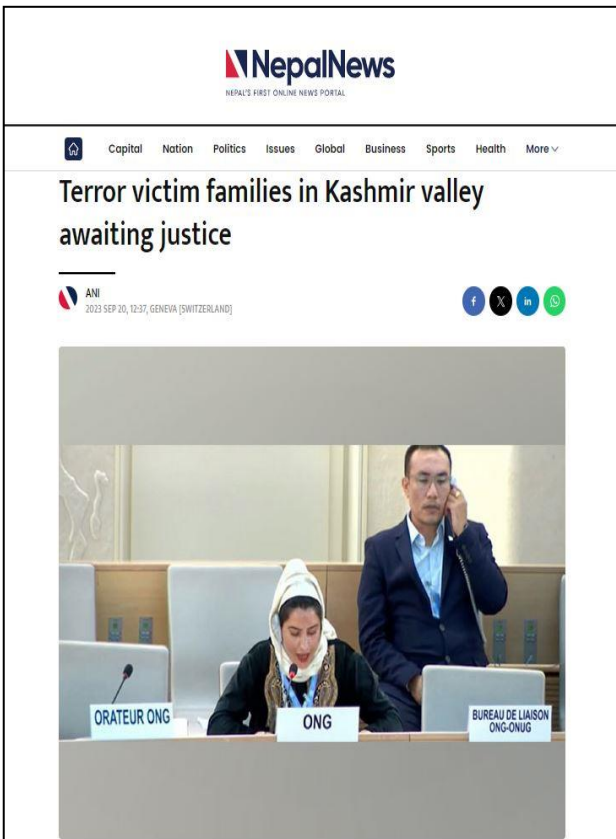 NepalNews
NEPAL'S FIRST ONLINE NEWS PORTAL
Capital Nation Politics Issues Global Business Sports Health More
Terror victim families in Kashmir valley
awaiting justice
ANI
2023 SEP 20, 12:37, GENEVA [SWITZERLAND]
ORATEUR ONG
ONG
BUREAU DE LIAISON
ONG-ONUG